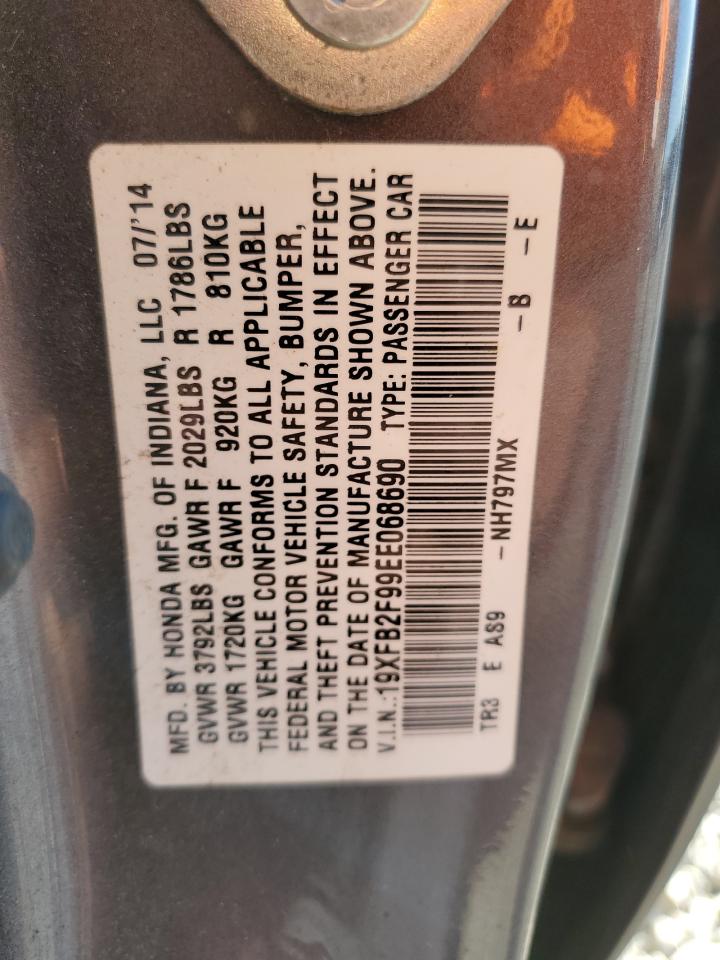 MFD. BY HONDA MFG. OF INDIANA, LLC 07/'14
GVWR 3792LBS GAWR F 2029LBS R 1786LBS
GVWR 1720KG GAWR F 920KG R 810KG
THIS VEHICLE CONFORMS TO ALL APPLICABLE
FEDERAL MOTOR VEHICLE SAFETY, BUMPER,
AND THEFT PREVENTION STANDARDS IN EFFECT
ON THE DATE OF MANUFACTURE SHOWN ABOVE.
V.I.N.:19XFB2F99EE068690 TYPE: PASSENGER CAR
TR3 E AS9 -NH797MX -B -E